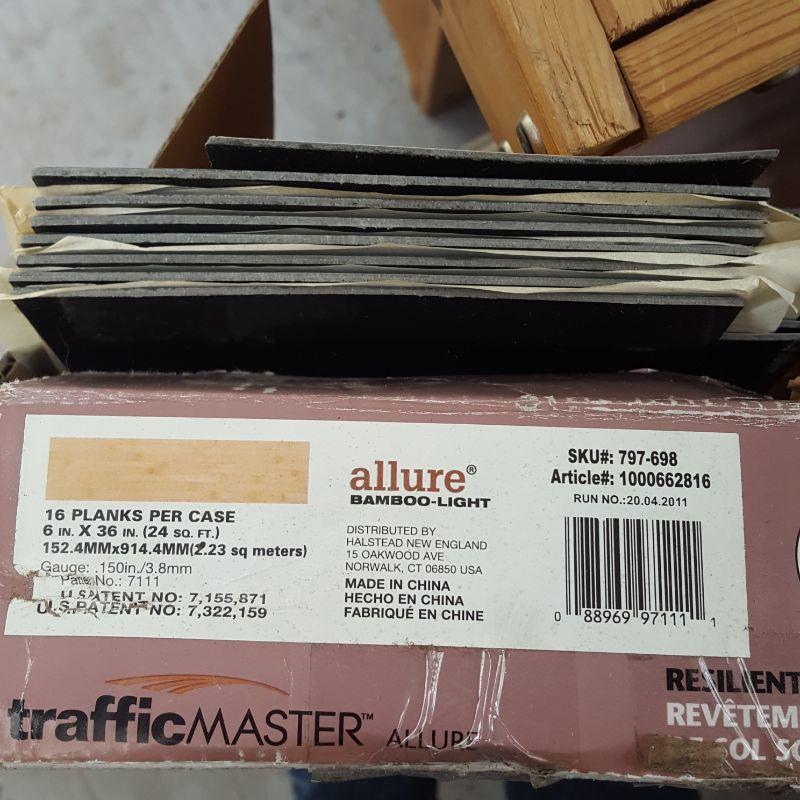 allure®
BAMBOO-LIGHT
SKU#: 797-698
Article#: 1000662816
RUN NO.:20.04.2011
16 PLANKS PER CASE
6 IN. X 36 IN. (24 SQ. FT.)
152.4MMx914.4MM(2.23 sq meters)
Gauge: .150in./3.8mm
No.: 7111
U.S.PATENT NO: 7,155,871
U.S.PATENT NO: 7,322,159
DISTRIBUTED BY
HALSTEAD NEW ENGLAND
15 OAKWOOD AVE
NORWALK, CT 06850 USA
MADE IN CHINA
HECHO EN CHINA
FABRIQUÉ EN CHINE
0 88969 97111 1
trafficMASTER™ ALLURE
RESILIENT
REVÊTEM
SOL SO